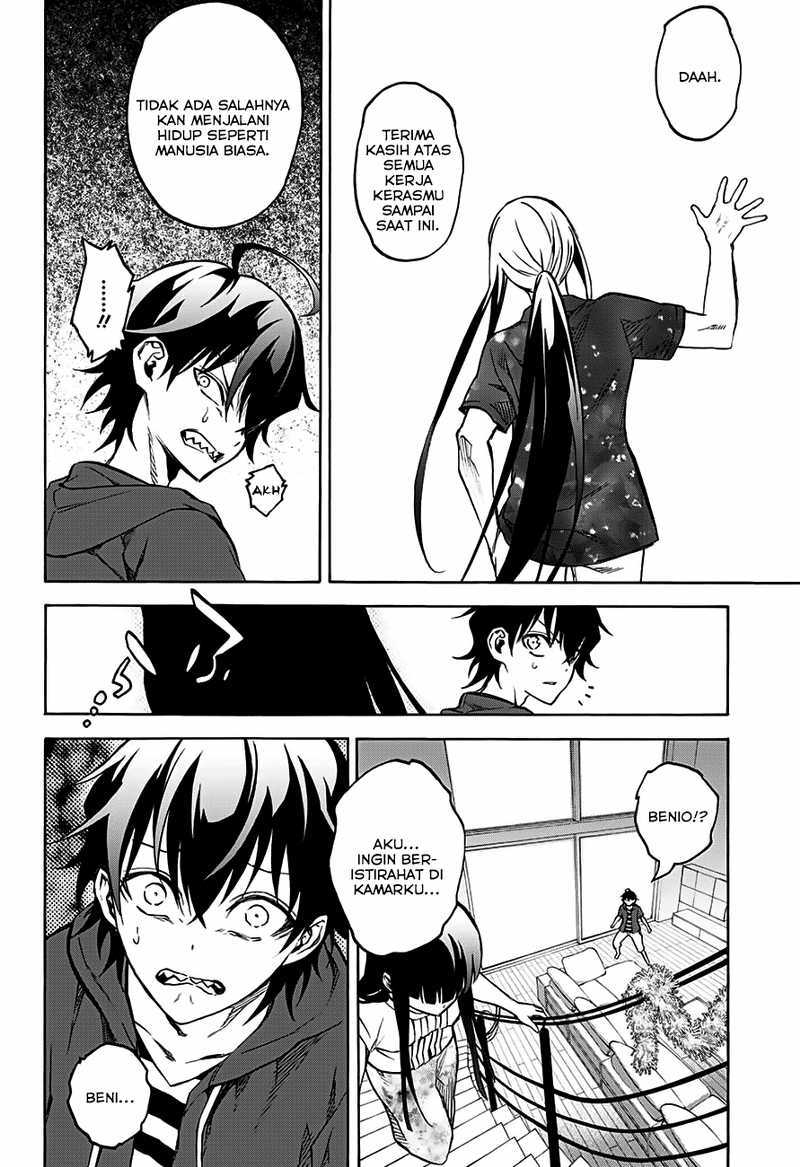 DAAH.
TERIMA
KASIH ATAS
SEMUA
KERJA
KERASMU
SAMPAI
SAAT INI.
TIDAK ADA SALAHNYA
KAN MENJALANI
HIDUP SEPERTI
MANUSIA BIASA.
...!!
AKH
BENIO!?
AKU...
INGIN BER-
ISTIRAHAT DI
KAMARKU...
BENI...